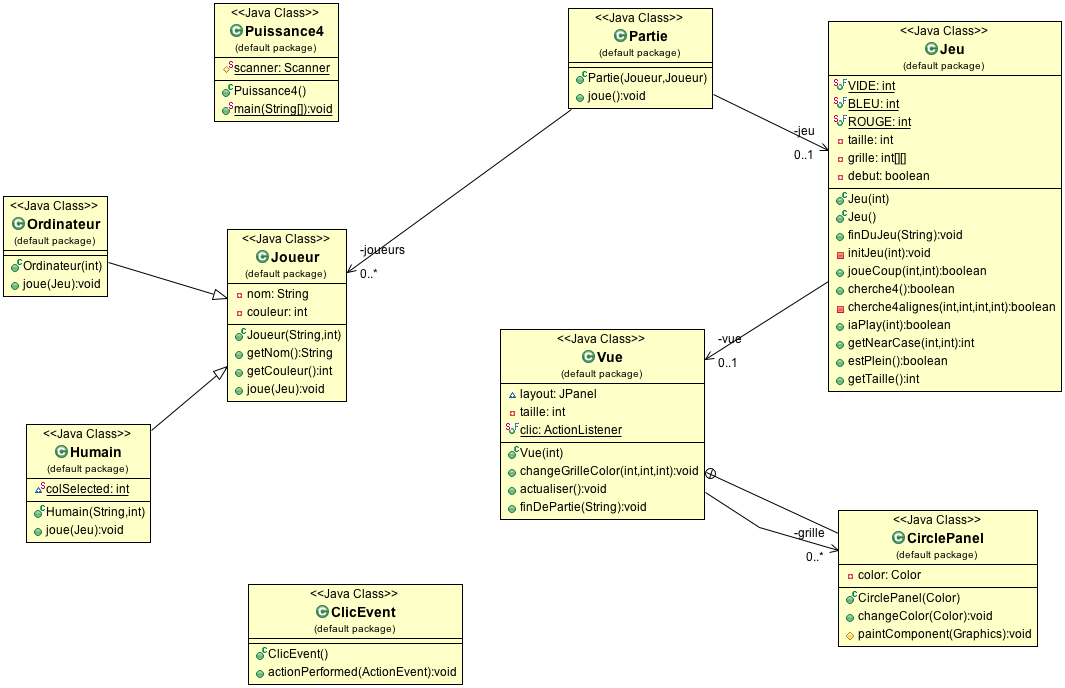 <<Java Class>>
Puissance4
(default package)
scanner: Scanner
Puissance4()
main(String[]):void
<<Java Class>>
Partie
(default package)
Partie(Joueur,Joueur)
joue():void
<<Java Class>>
Jeu
(default package)
VIDE: int
BLEU: int
ROUGE: int
taille: int
grille: int[][]
debut: boolean
Jeu(int)
Jeu()
finDuJeu(String):void
initJeu(int):void
joueCoup(int,int):boolean
cherche4():boolean
cherche4alignes(int,int,int,int):boolean
iaPlay(int):boolean
getNearCase(int,int):int
estPlein():boolean
getTaille():int
-jeu
0..1
<<Java Class>>
Ordinateur
(default package)
Ordinateur(int)
joue(Jeu):void
<<Java Class>>
Joueur
(default package)
nom: String
couleur: int
Joueur(String,int)
getNom():String
getCouleur():int
joue(Jeu):void
-joueurs
0..*
-vue
0..1
<<Java Class>>
Vue
(default package)
layout: JPanel
taille: int
clic: ActionListener
Vue(int)
changeGrilleColor(int,int,int):void
actualiser():void
finDePartie(String):void
<<Java Class>>
Humain
(default package)
colSelected: int
Humain(String,int)
joue(Jeu):void
-grille
0..*
<<Java Class>>
CirclePanel
(default package)
color: Color
CirclePanel(Color)
changeColor(Color):void
paintComponent(Graphics):void
<<Java Class>>
ClicEvent
(default package)
ClicEvent()
actionPerformed(ActionEvent):void